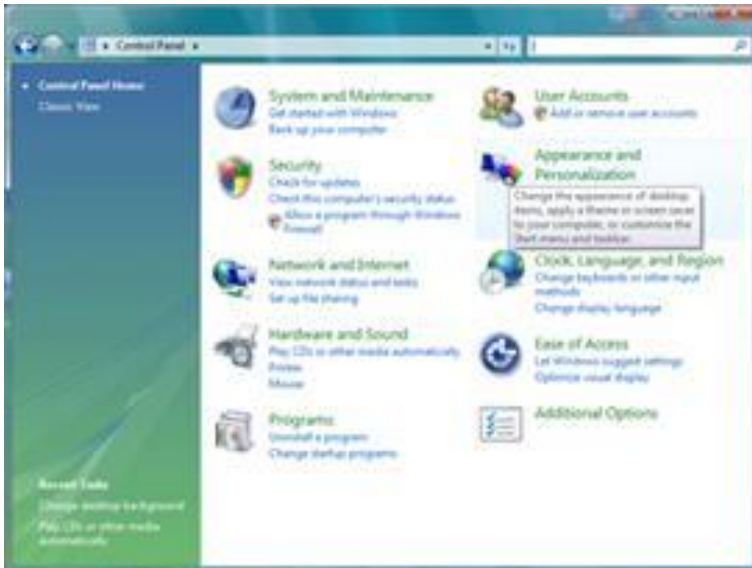 Control Panel
Control Panel Home
Classic View
System and Maintenance
Get started with Windows
Back up your computer
Security
Check for updates
Check this computer's security status
Allow a program through Windows
Firewall
Network and Internet
View network status and tasks
Set up file sharing
Hardware and Sound
Play CDs or other media automatically
Printer
Mouse
Programs
Uninstall a program
Change startup programs
User Accounts
Add or remove user accounts
Appearance and
Personalization
Change the appearance of desktop
items, apply a theme or screen saver
to your computer, or customize the
Start menu and taskbar.
Clock, Language, and Region
Change keyboards or other input
methods
Change display language
Ease of Access
Let Windows suggest settings
Optimize visual display
Additional Options
Recent Tasks
Change desktop background
Play CDs or other media
automatically